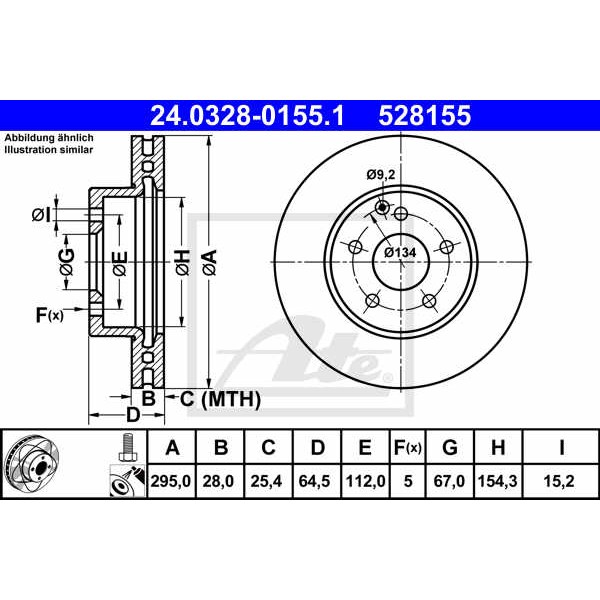 24.0328-0155.1 528155
Abbildung ähnlich
Illustration similar
Ø9,2
ØI
ØG
ØE
ØH
ØA
Ø134
F(x)
B
C (MTH)
D
Ate
A B C D E F(x) G H I
295,0 28,0 25,4 64,5 112,0 5 67,0 154,3 15,2